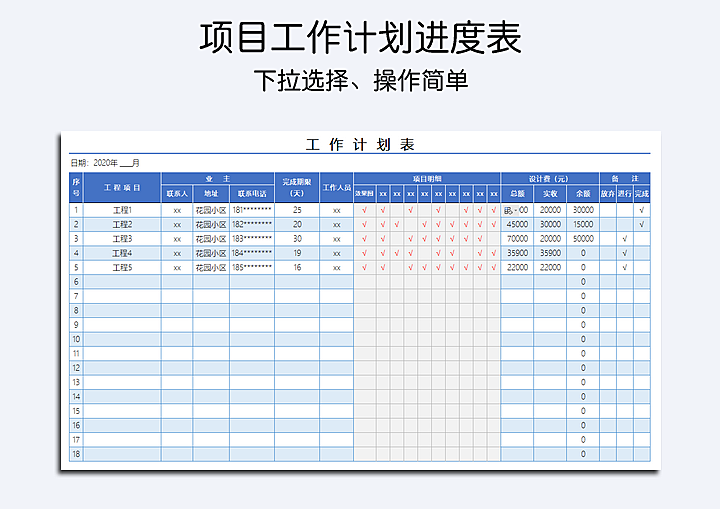 项目工作计划进度表
下拉选择、操作简单
工 作 计 划 表
日期: 2020年 ___月
序号 工 程 项 目 业 主 完成期限(天) 工作人员 项目明细 设计费（元） 备 注
联系人 地址 联系电话 效果图 xx xx xx xx xx xx xx xx xx 总额 实收 余额 放弃 进行 完成
1 工程1 xx 花园小区 181******** 25 xx √ √ √ √ √ √ √ 00 20000 30000 √
2 工程2 xx 花园小区 182******** 20 xx √ √ √ √ √ √ √ √ √ 45000 30000 15000 √
3 工程3 xx 花园小区 183******** 30 xx √ √ √ √ √ √ √ √ √ 70000 20000 50000 √
4 工程4 xx 花园小区 184******** 19 xx √ √ √ √ √ √ √ √ 35900 35900 0 √
5 工程5 xx 花园小区 185******** 16 xx √ √ √ √ √ √ √ √ √ 22000 22000 0 √
6 0
7 0
8 0
9 0
10 0
11 0
12 0
13 0
14 0
15 0
16 0
17 0
18 0